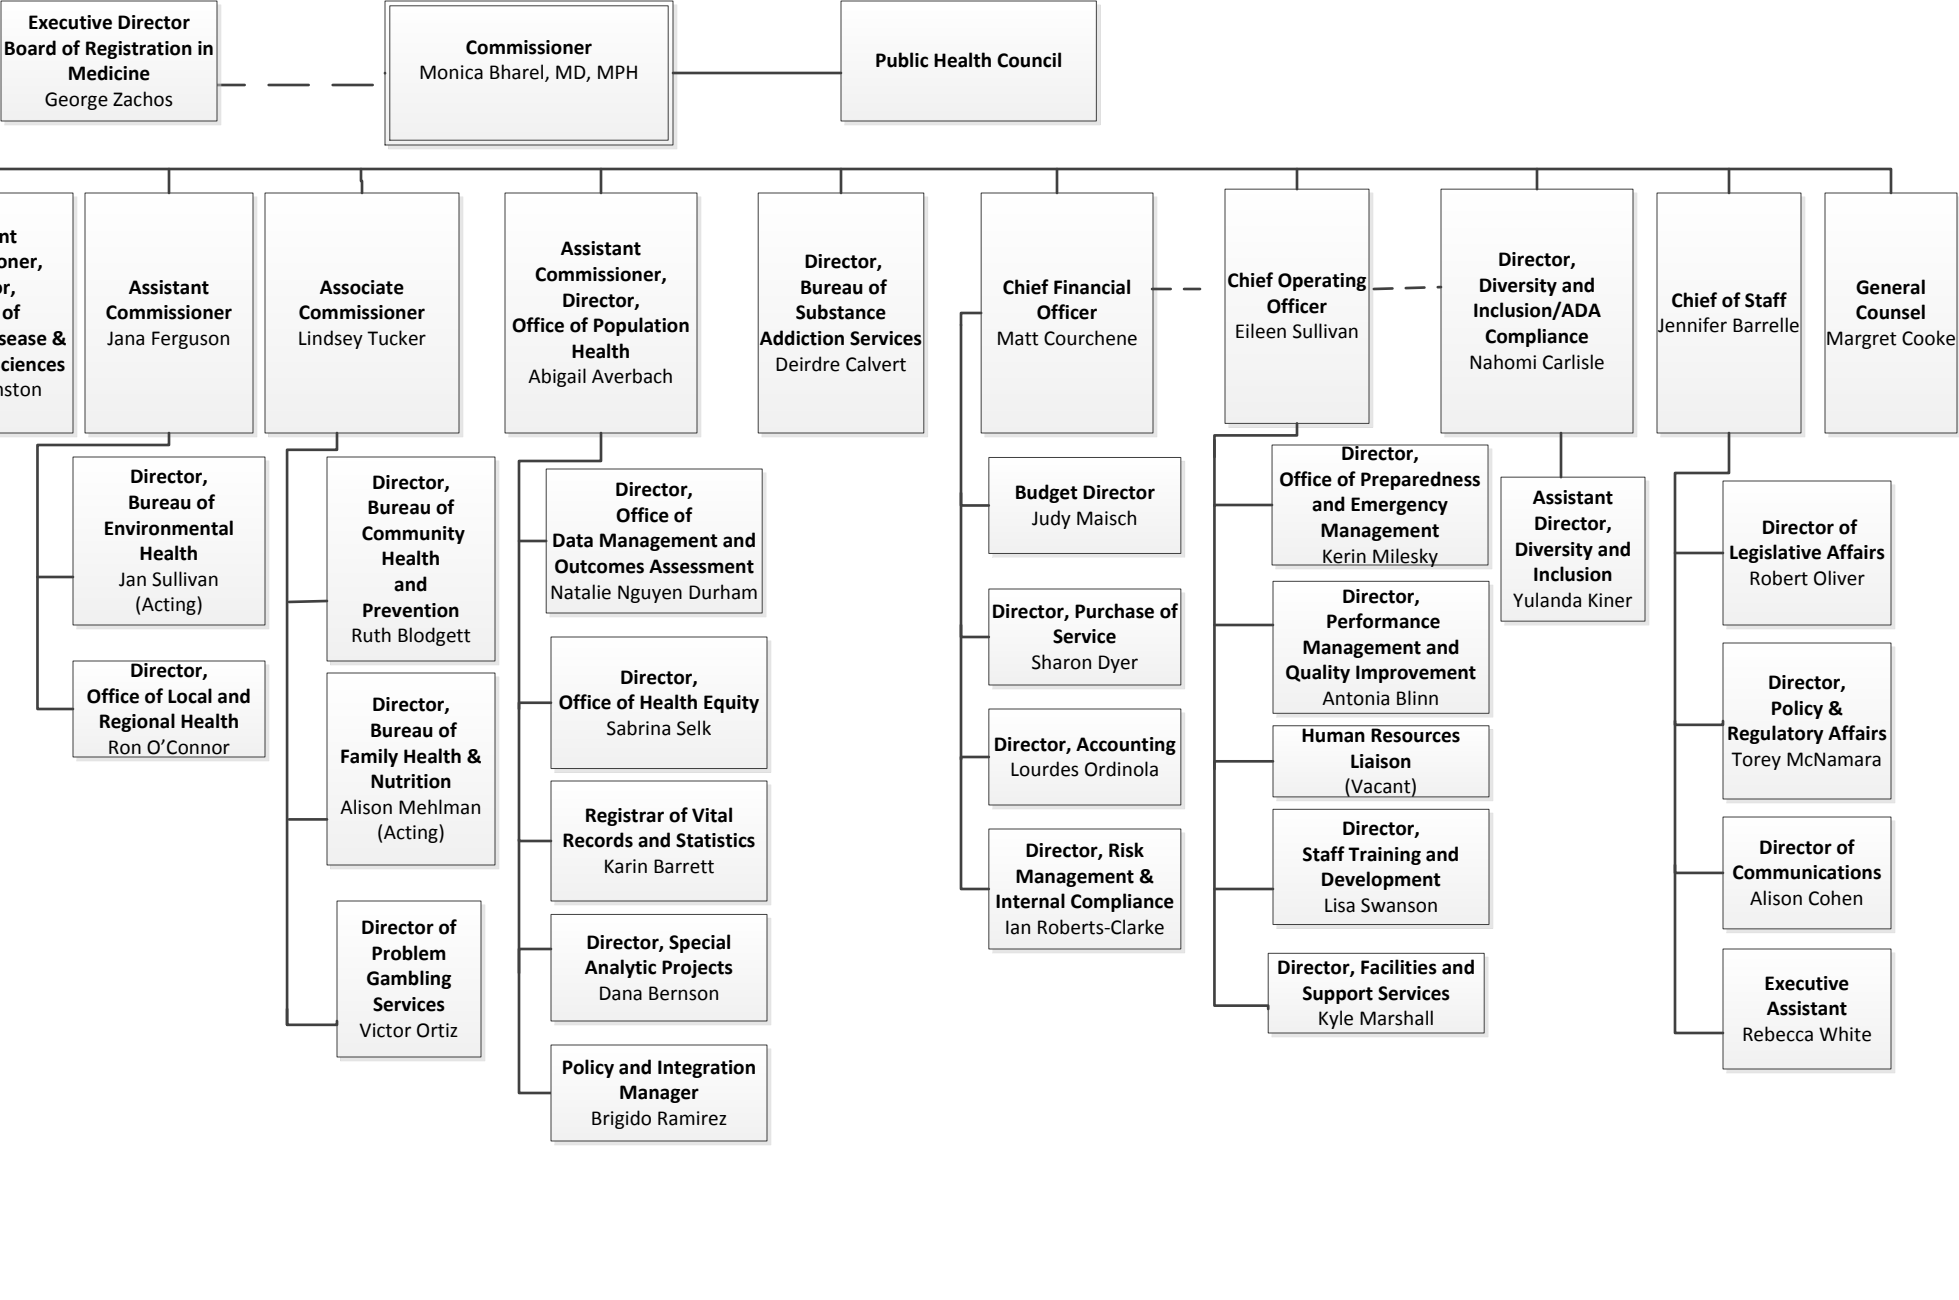 Executive Director
Board of Registration in
Medicine
George Zachos
Commissioner
Monica Bharel, MD, MPH
Public Health Council
of
Assistant
Commissioner
Jana Ferguson
Associate
Commissioner
Lindsey Tucker
Assistant
Commissioner,
Director,
Office of Population
Health
Abigail Averbach
Director,
Bureau of
Substance
Addiction Services
Deirdre Calvert
Chief Financial
Officer
Matt Courchene
Chief Operating
Officer
Eileen Sullivan
Director,
Diversity and
Inclusion/ADA
Compliance
Nahomi Carlisle
Chief of Staff
Jennifer Barrelle
General
Counsel
Margret Cooke
Director,
Bureau of
Environmental
Health
Jan Sullivan
(Acting)
Director,
Office of Local and
Regional Health
Ron O’Connor
Director,
Bureau of
Community
Health
and
Prevention
Ruth Blodgett
Director,
Bureau of
Family Health &
Nutrition
Alison Mehlman
(Acting)
Director of
Problem
Gambling
Services
Victor Ortiz
Director,
Office of
Data Management and
Outcomes Assessment
Natalie Nguyen Durham
Director,
Office of Health Equity
Sabrina Selk
Registrar of Vital
Records and Statistics
Karin Barrett
Director, Special
Analytic Projects
Dana Bernson
Policy and Integration
Manager
Brigido Ramirez
Budget Director
Judy Maisch
Director, Purchase of
Service
Sharon Dyer
Director, Accounting
Lourdes Ordinola
Director, Risk
Management &
Internal Compliance
Ian Roberts-Clarke
Director,
Office of Preparedness
and Emergency
Management
Kerin Milesky
Director,
Performance
Management and
Quality Improvement
Antonia Blinn
Human Resources
Liaison
(Vacant)
Director,
Staff Training and
Development
Lisa Swanson
Director, Facilities and
Support Services
Kyle Marshall
Assistant
Director,
Diversity and
Inclusion
Yulanda Kiner
Director of
Legislative Affairs
Robert Oliver
Director,
Policy &
Regulatory Affairs
Torey McNamara
Director of
Communications
Alison Cohen
Executive
Assistant
Rebecca White